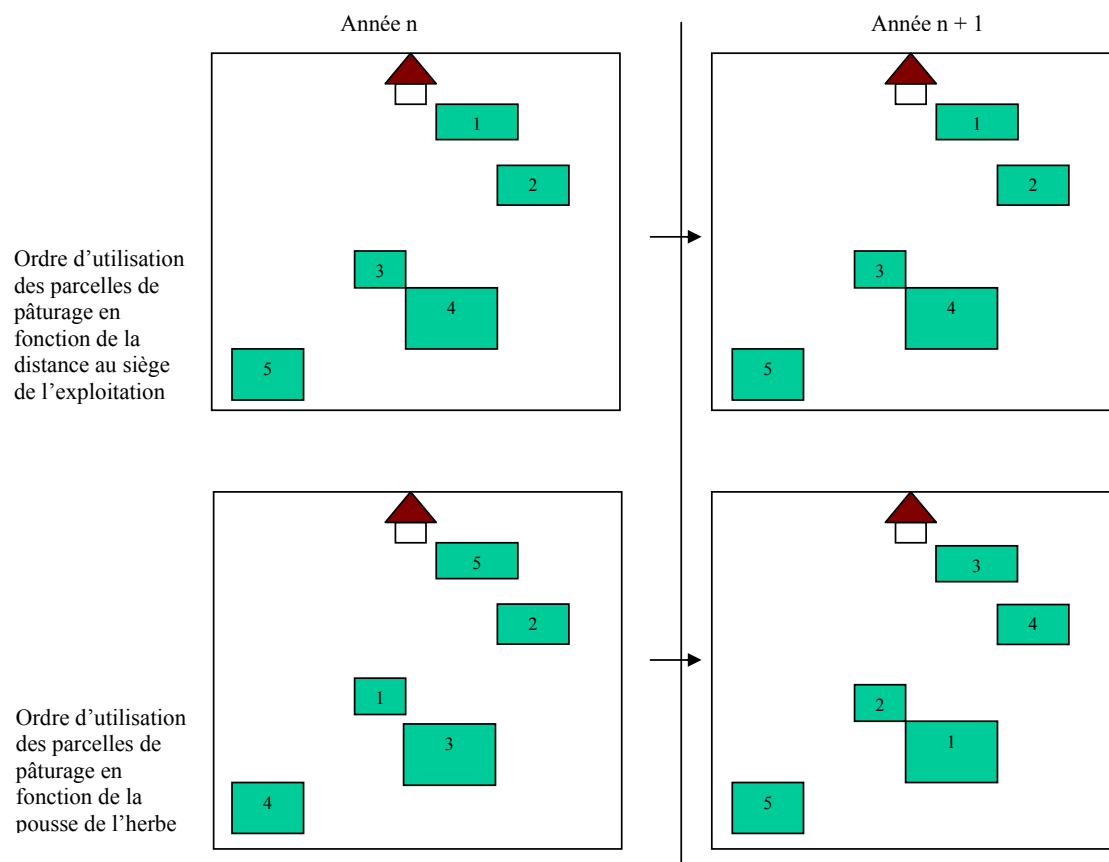 Année n
Année n + 1
1
2
3
4
5
1
2
3
4
5
Ordre d’utilisation
des parcelles de
pâturage en
fonction de la
distance au siège
de l’exploitation
5
2
1
3
4
3
4
2
1
5
Ordre d’utilisation
des parcelles de
pâturage en
fonction de la
pousse de l’herbe